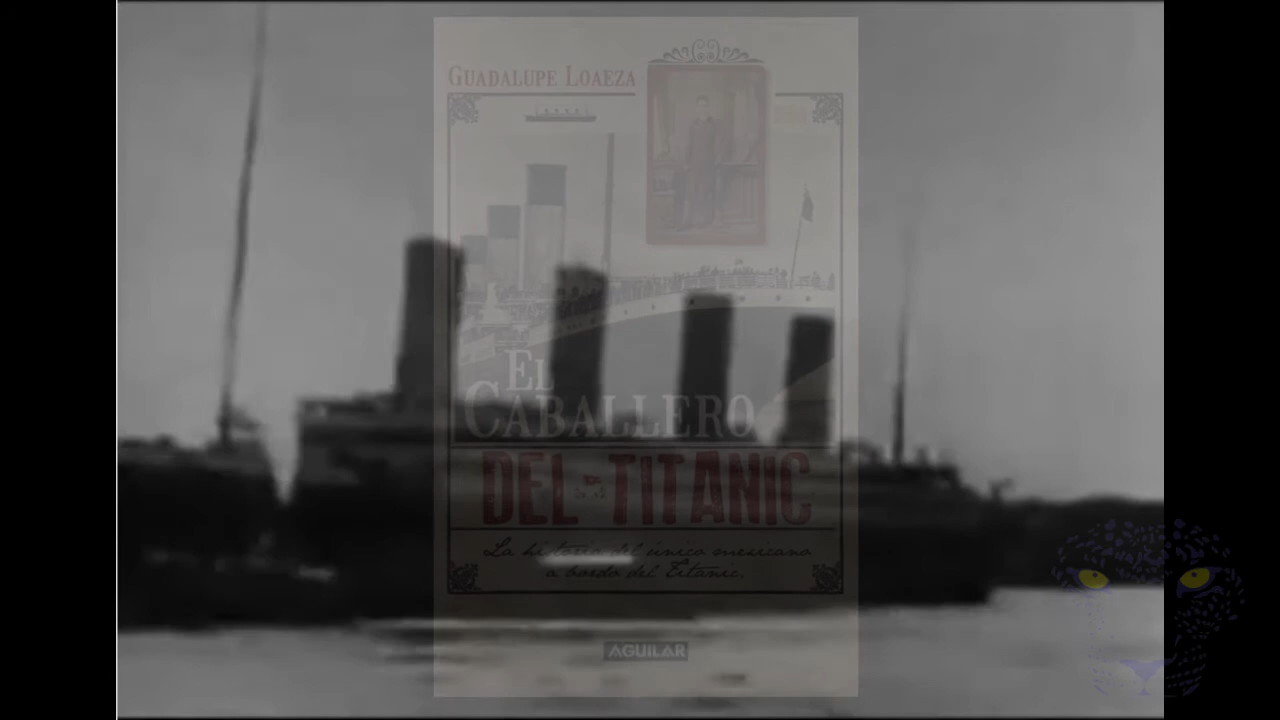 GUADALUPE LOAEZA
EL
CABALLERO
DEL TITANIC
La historia del único mexicano
a bordo del Titanic.
AGUILAR